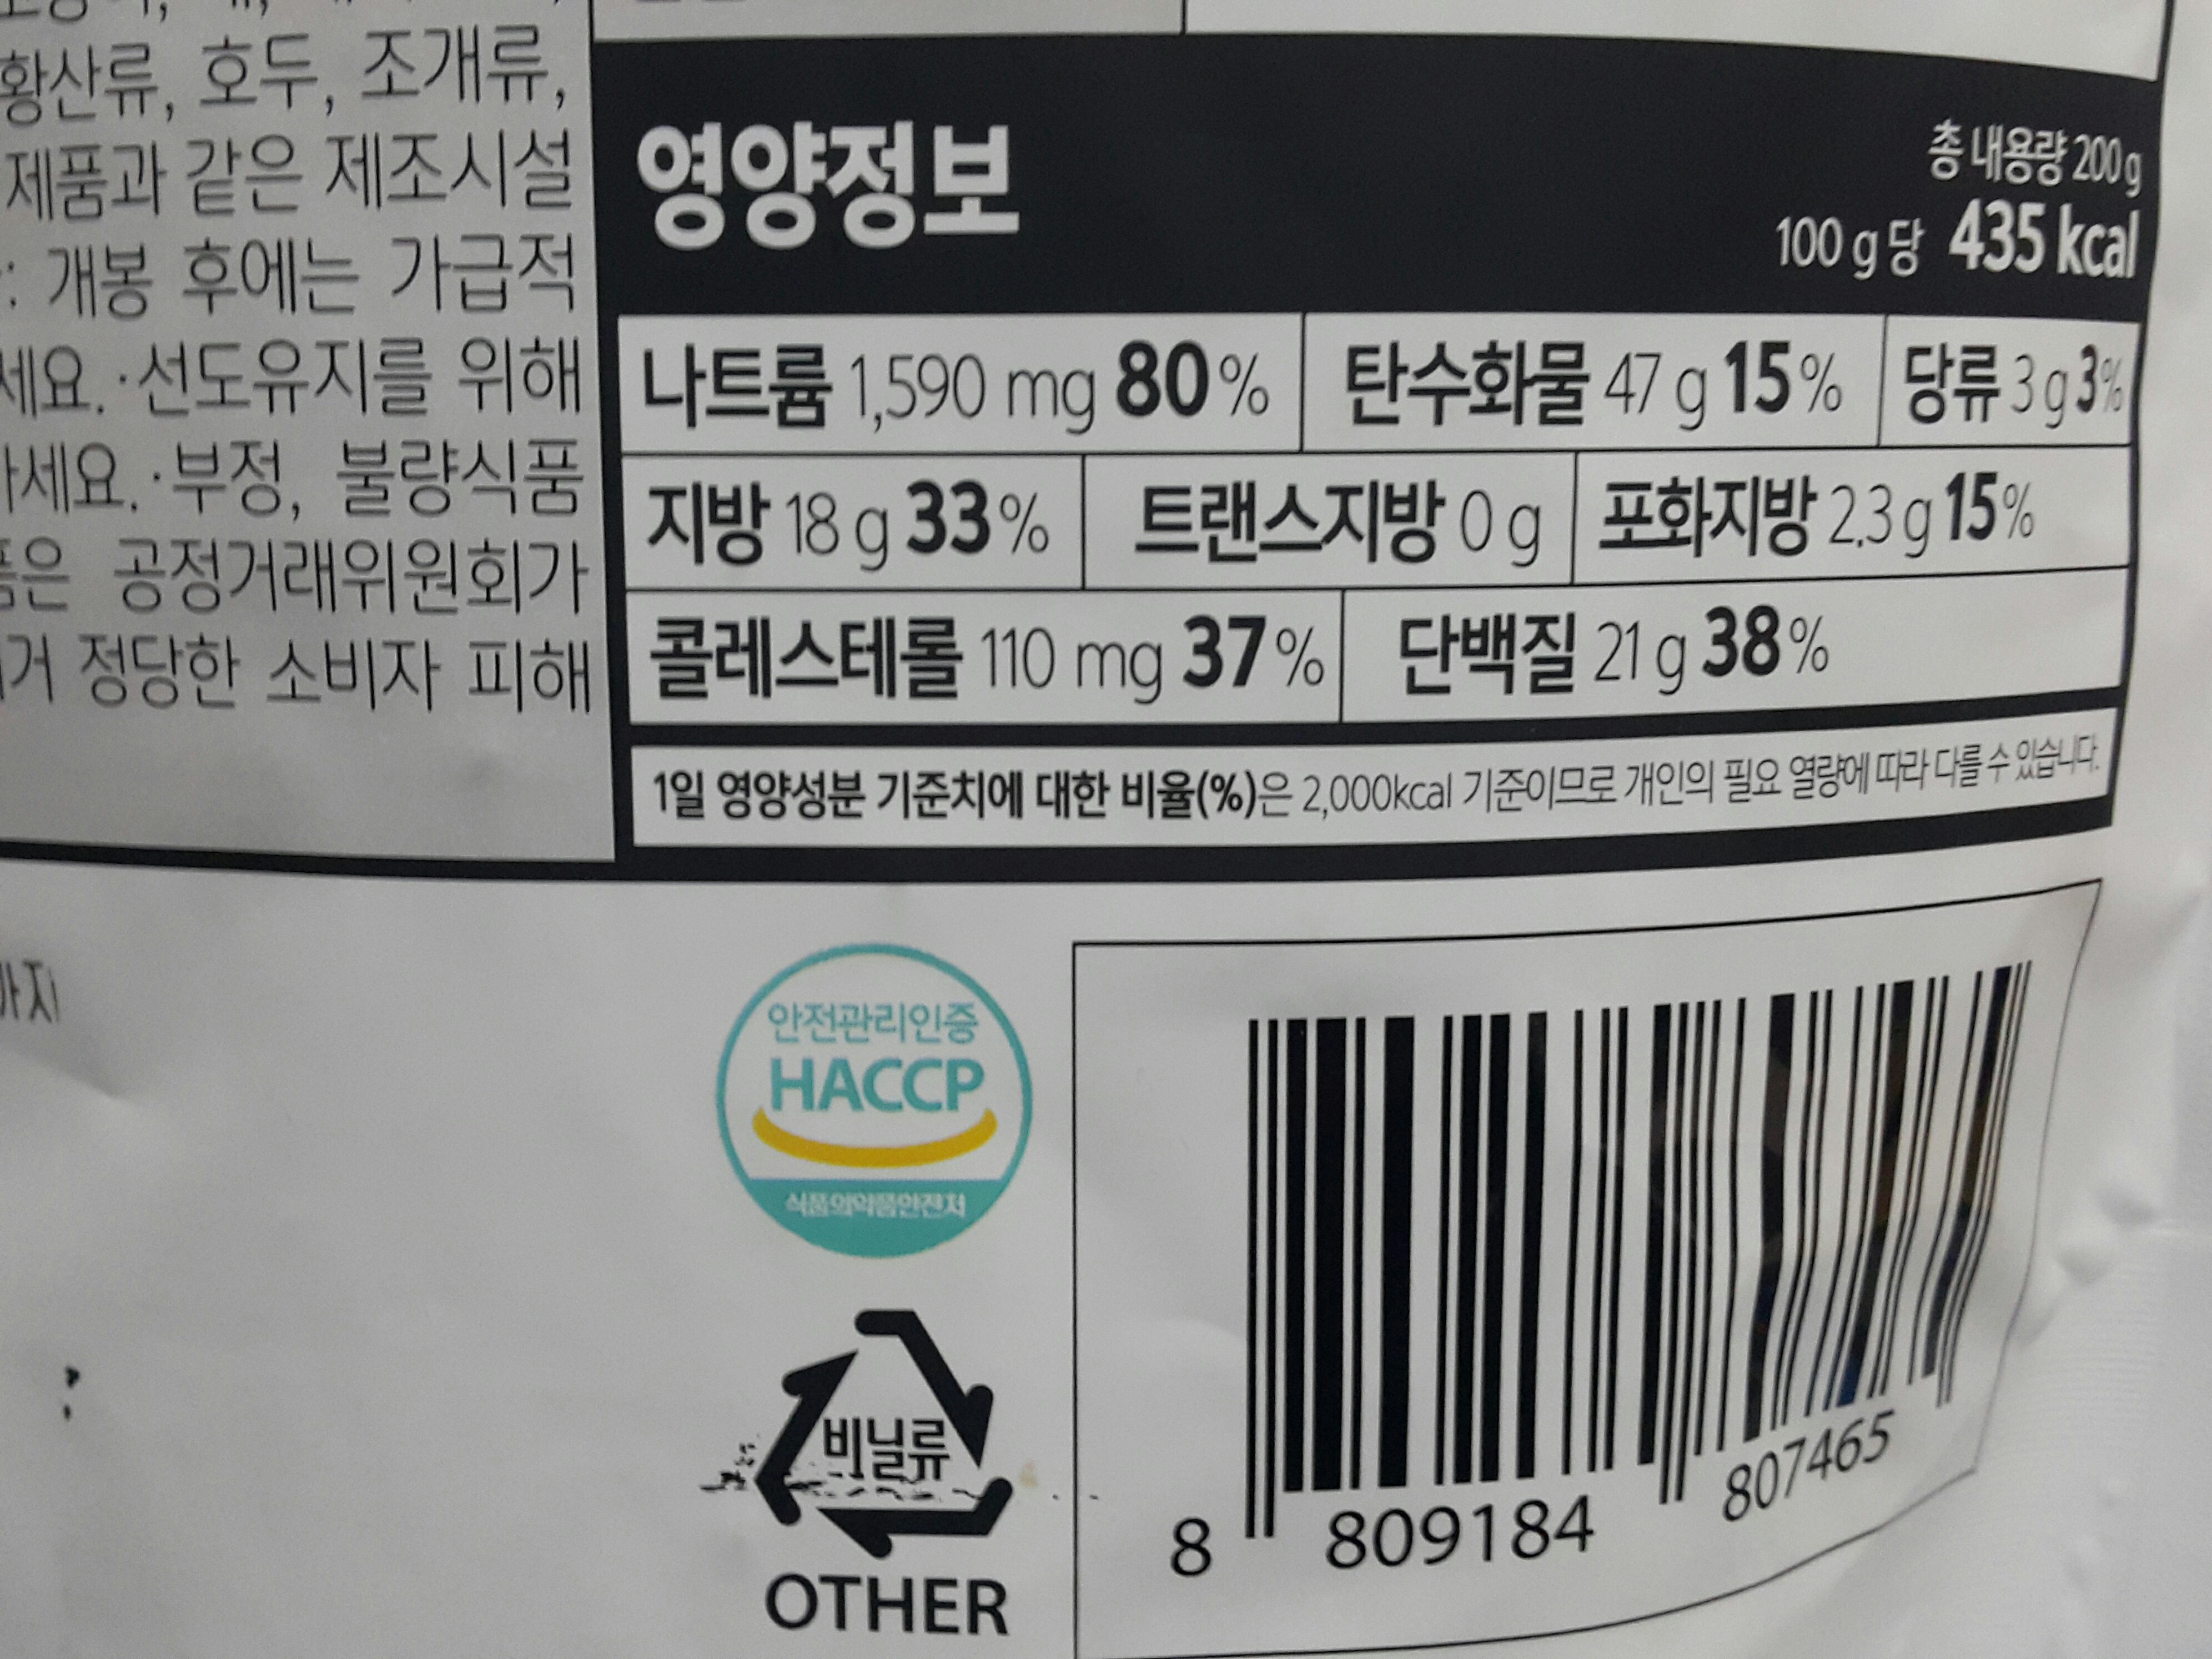 황산류, 호두, 조개류,
제품과 같은 제조시설
: 개봉 후에는 가급적
세요. ·선도유지를 위해
세요. ·부정, 불량식품
은 공정거래위원회가
거 정당한 소비자 피해
영양정보
총 내용량 200 g
100 g당 435 kcal
나트륨 1,590 mg 80% 탄수화물 47 g 15% 당류 3 g 3%
지방 18 g 33% 트랜스지방 0 g 포화지방 2.3 g 15%
콜레스테롤 110 mg 37% 단백질 21 g 38%
1일 영양성분 기준치에 대한 비율(%)은 2,000kcal 기준이므로 개인의 필요 열량에 따라 다를 수 있습니다.
까지
안전관리인증
HACCP
식품의약품안전처
비닐류
OTHER
8 809184 807465